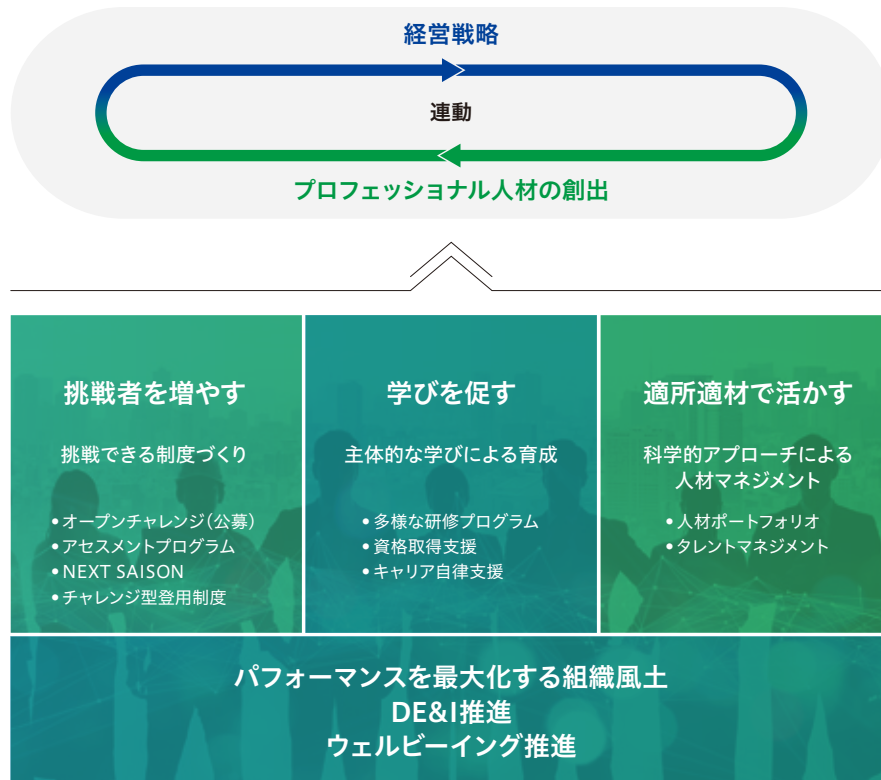 経営戦略
連動
プロフェッショナル人材の創出
挑戦者を増やす
挑戦できる制度づくり
•オープンチャレンジ（公募）
•アセスメントプログラム
•NEXT SAISON
•チャレンジ型登用制度
学びを促す
主体的な学びによる育成
•多様な研修プログラム
•資格取得支援
•キャリア自律支援
適所適材で活かす
科学的アプローチによる
人材マネジメント
•人材ポートフォリオ
•タレントマネジメント
パフォーマンスを最大化する組織風土
DE&I推進
ウェルビーイング推進